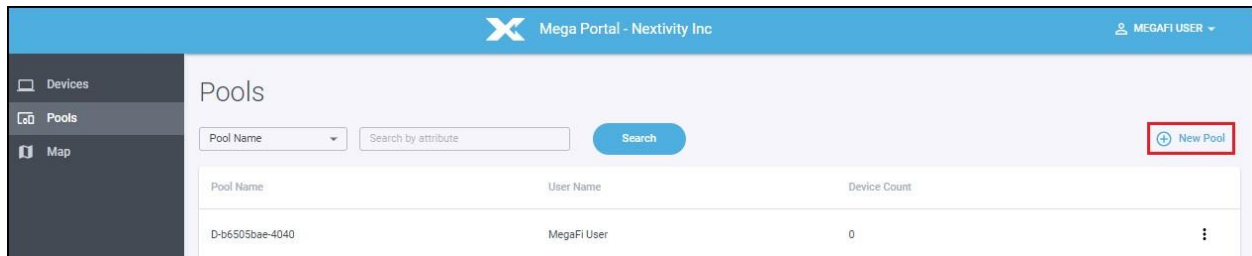 Mega Portal - Nextivity Inc
MEGAFI USER
Devices
Pools
Map
Pools
Pool Name Search by attribute Search New Pool
Pool Name User Name Device Count
D-b6505bae-4040 MegaFi User 0